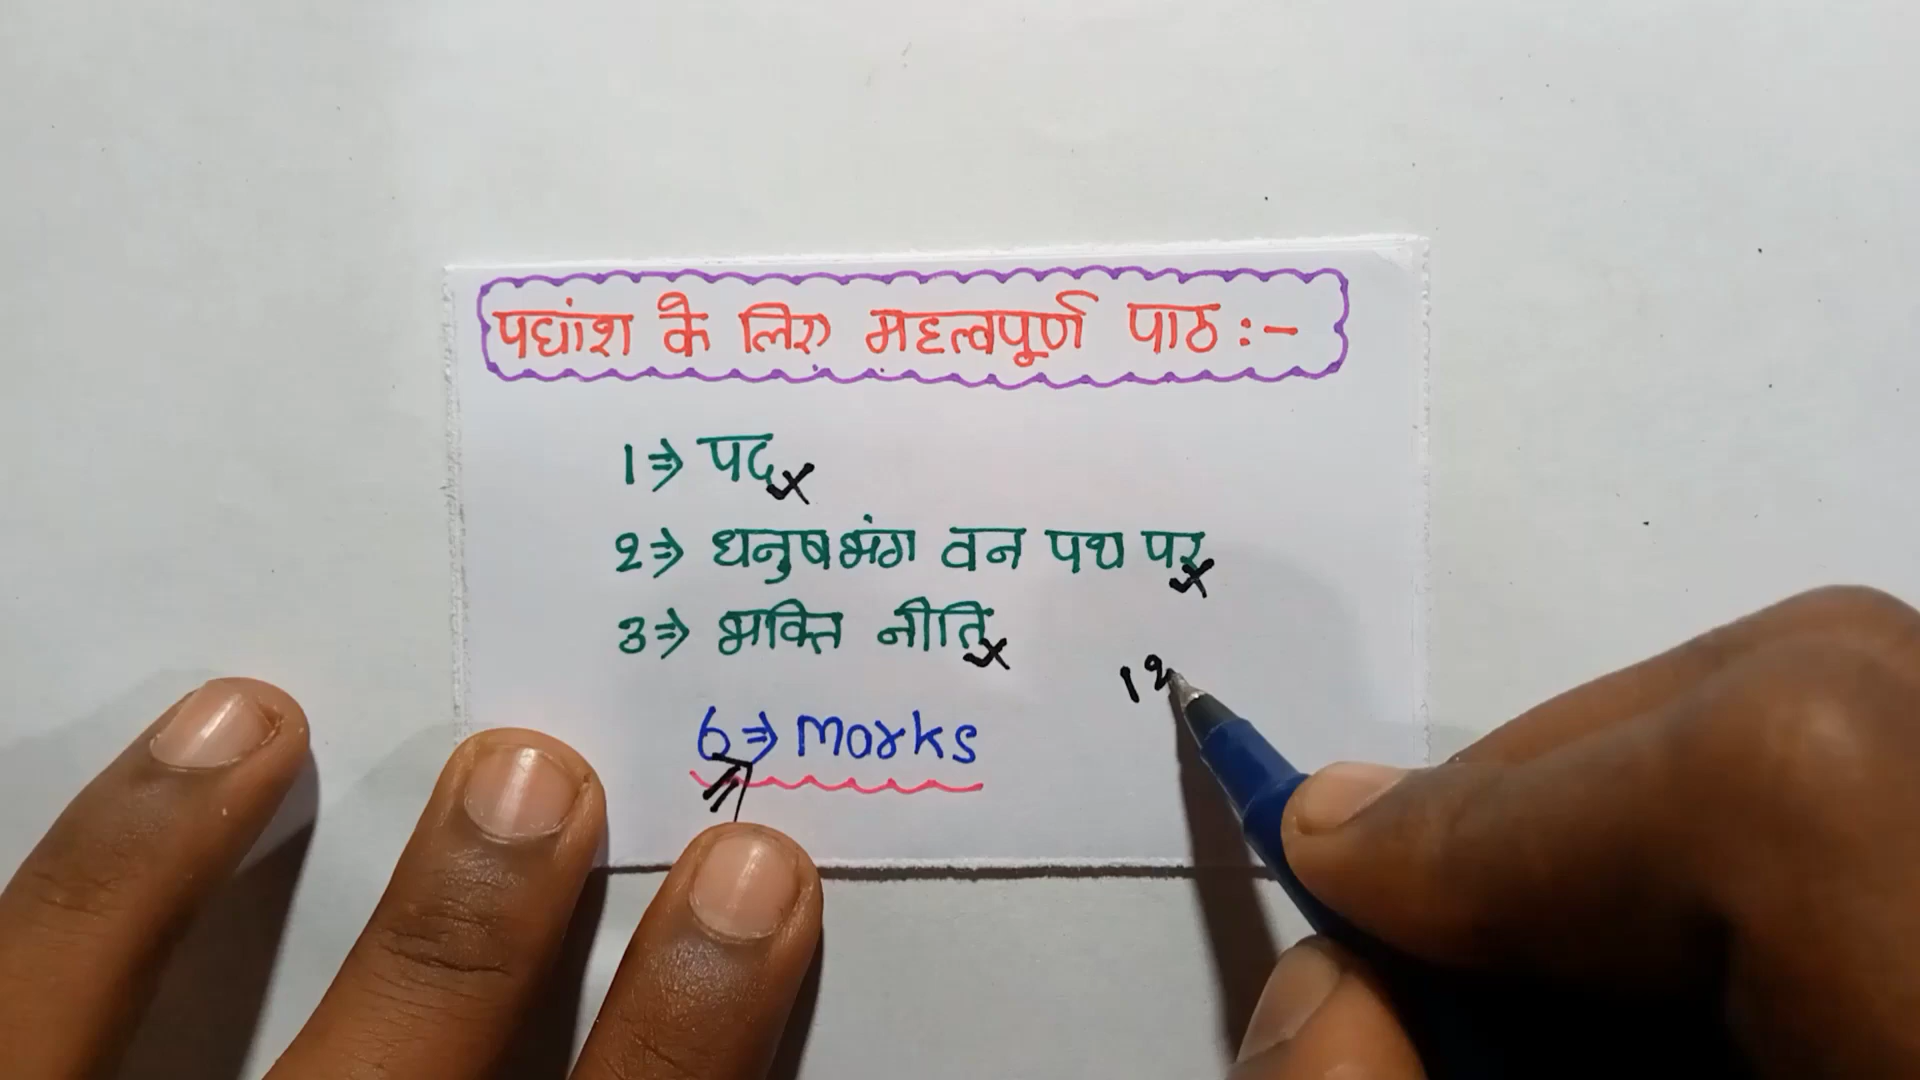 पद्यांश के लिए महत्वपूर्ण पाठ :-
1⇒ पद
2⇒ धनुषभंग वन पथ पर
3⇒ भक्ति नीति
12
6⇒ Marks